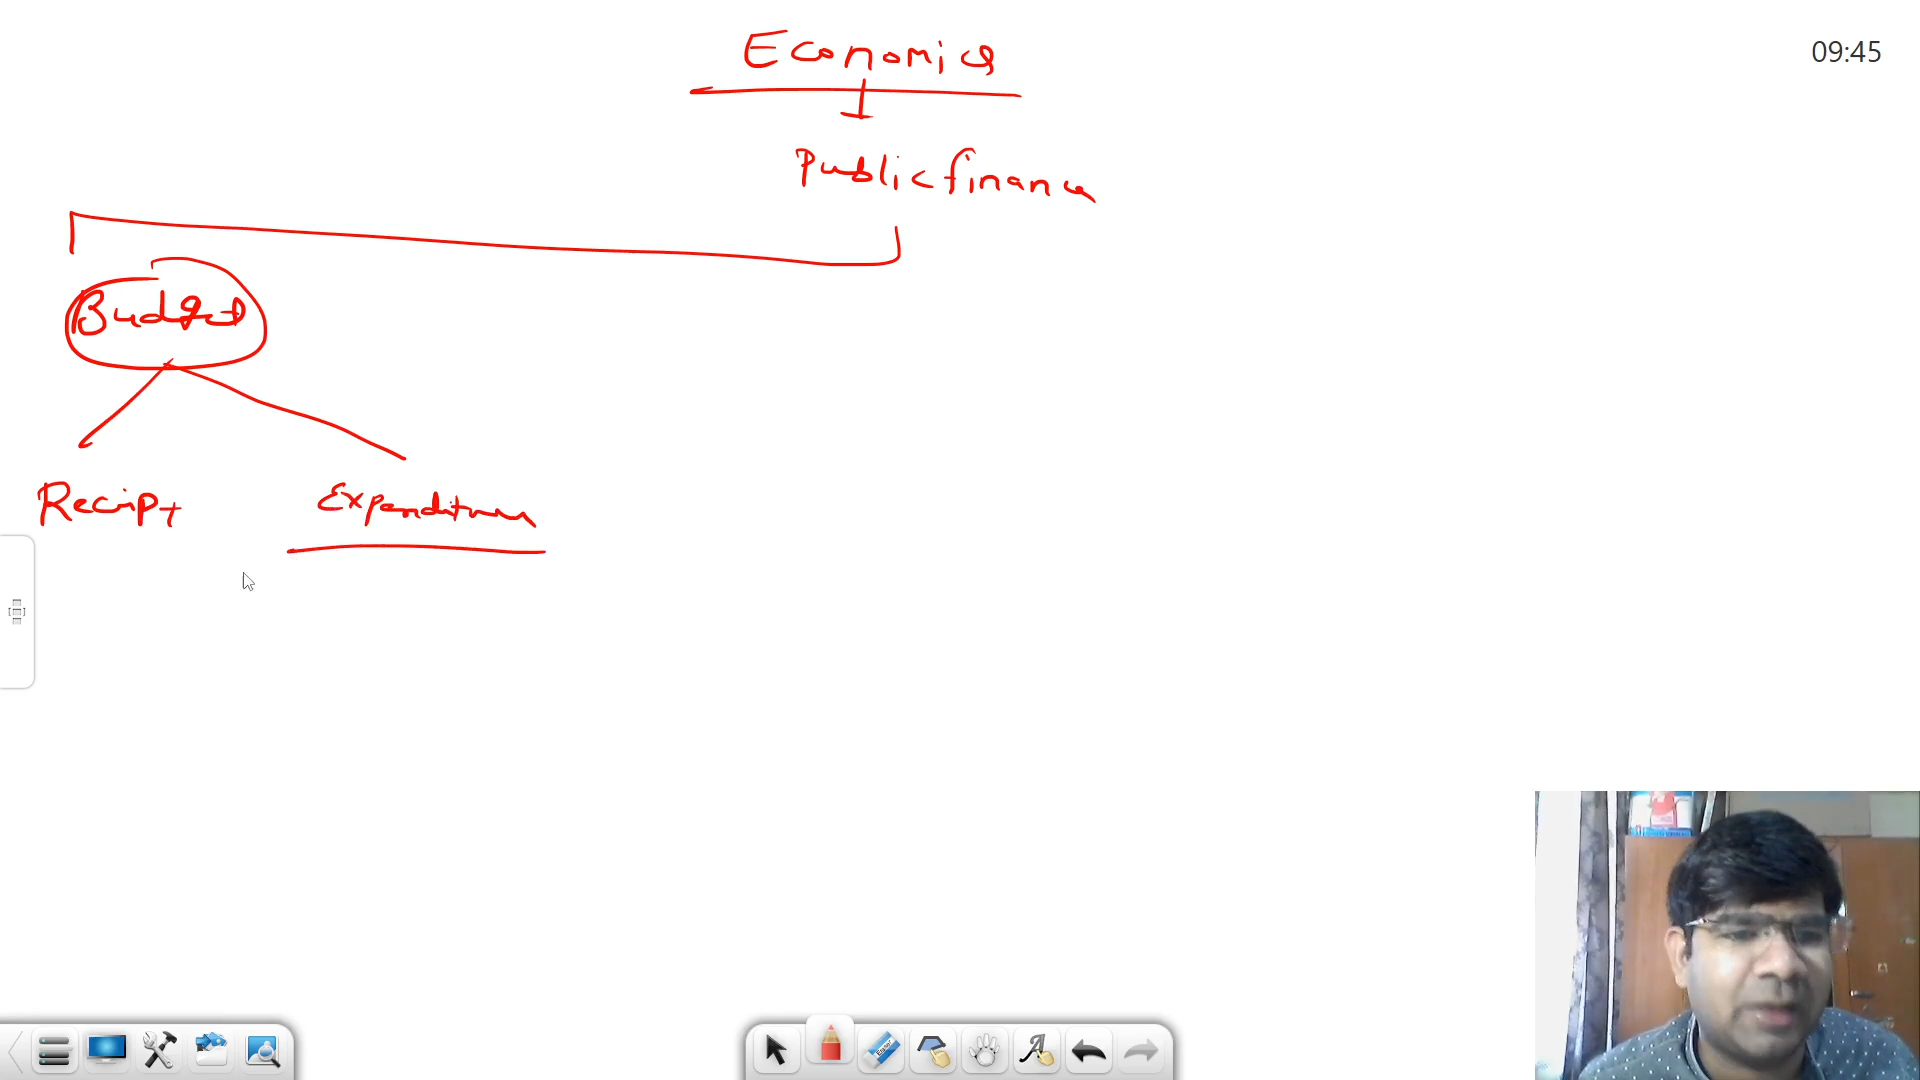 09:45
Economics
Public finance
Budget
Recipt
Expenditure